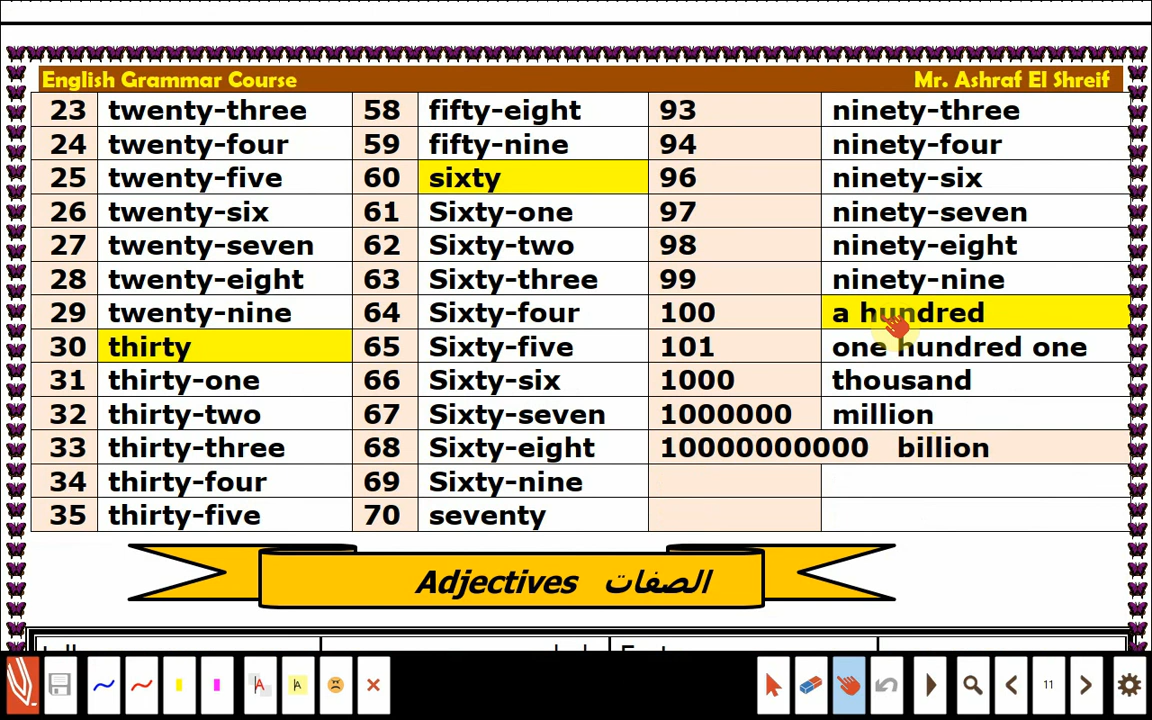 English Grammar Course Mr. Ashraf El Shreif
23 twenty-three 58 fifty-eight 93 ninety-three
24 twenty-four 59 fifty-nine 94 ninety-four
25 twenty-five 60 sixty 96 ninety-six
26 twenty-six 61 Sixty-one 97 ninety-seven
27 twenty-seven 62 Sixty-two 98 ninety-eight
28 twenty-eight 63 Sixty-three 99 ninety-nine
29 twenty-nine 64 Sixty-four 100 a hundred
30 thirty 65 Sixty-five 101 one hundred one
31 thirty-one 66 Sixty-six 1000 thousand
32 thirty-two 67 Sixty-seven 1000000 million
33 thirty-three 68 Sixty-eight 10000000000 billion
34 thirty-four 69 Sixty-nine
35 thirty-five 70 seventy
Adjectives الصفات
A A 11